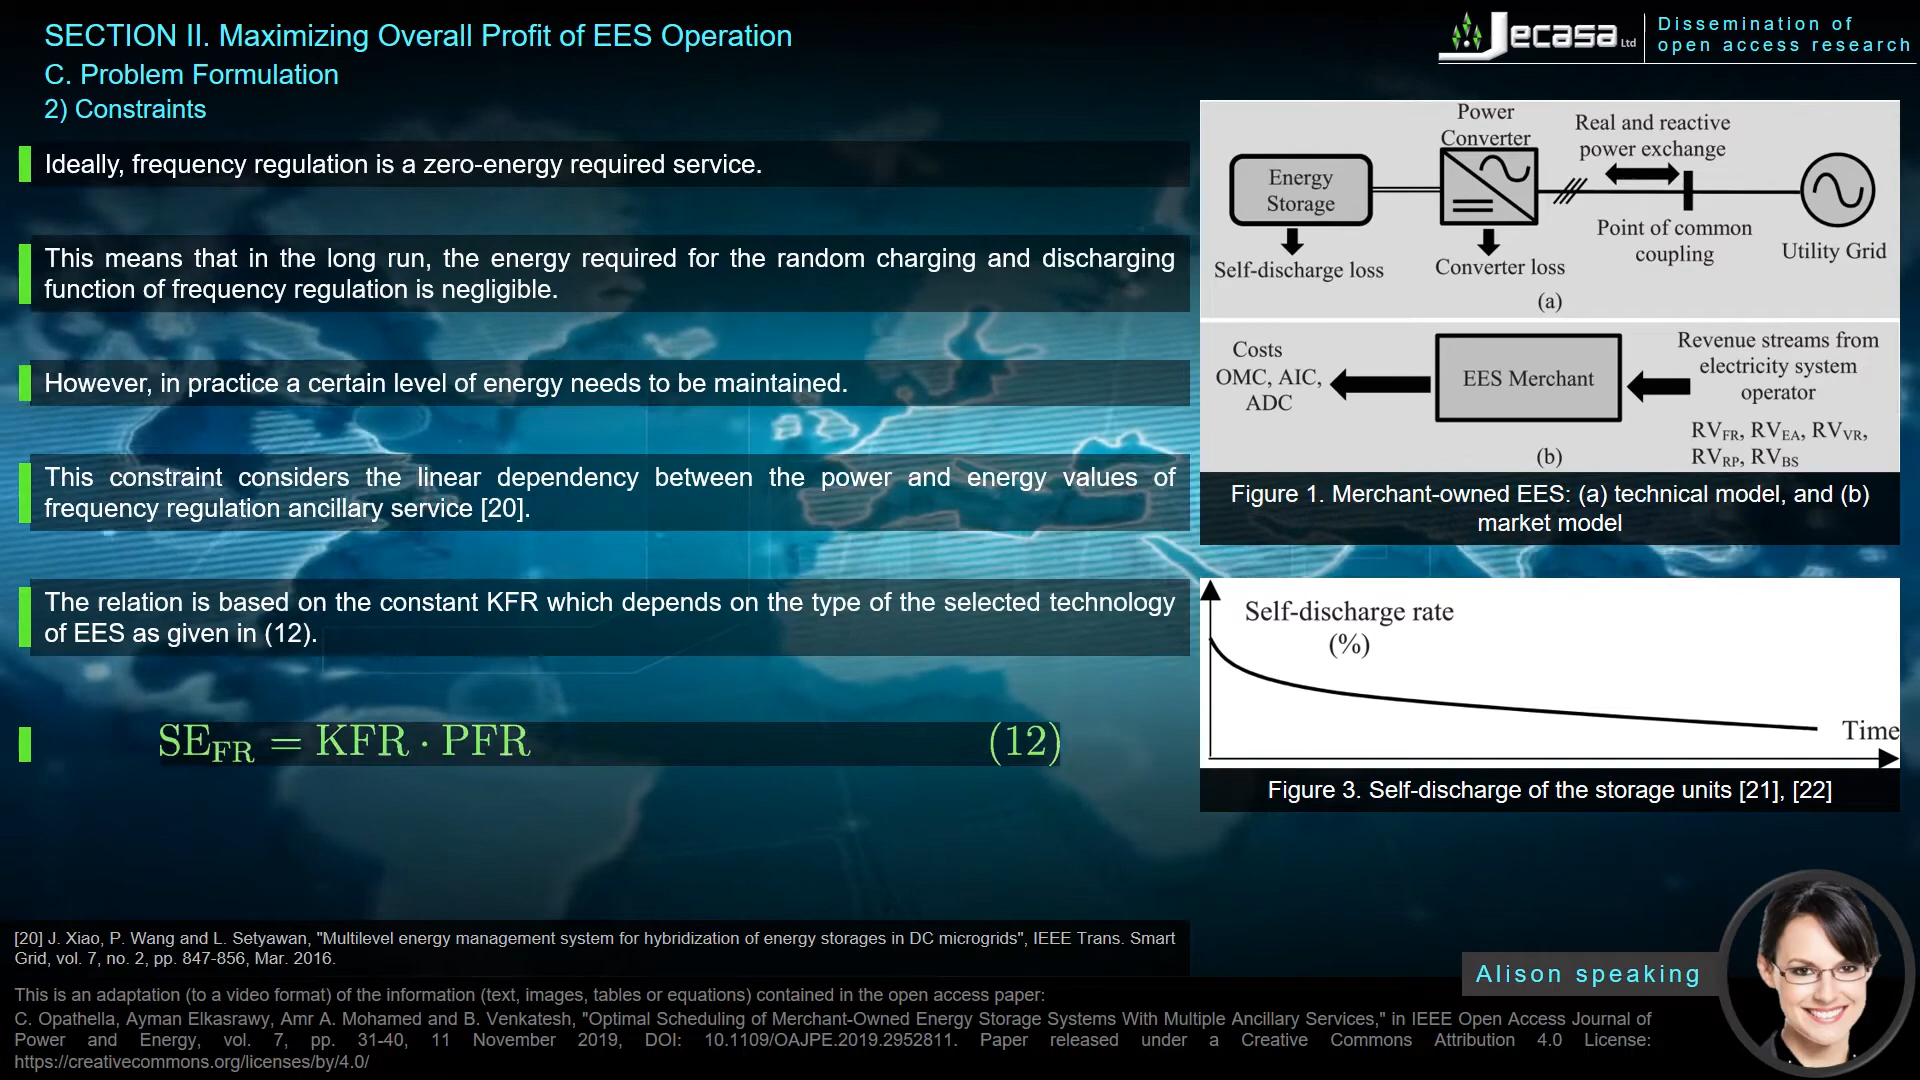 SECTION II. Maximizing Overall Profit of EES Operation
C. Problem Formulation
2) Constraints
Jecasa Ltd
Dissemination of
open access research
Ideally, frequency regulation is a zero-energy required service.
This means that in the long run, the energy required for the random charging and discharging
function of frequency regulation is negligible.
However, in practice a certain level of energy needs to be maintained.
This constraint considers the linear dependency between the power and energy values of
frequency regulation ancillary service [20].
The relation is based on the constant KFR which depends on the type of the selected technology
of EES as given in (12).
SE_FR = KFR · PFR (12)
Power
Converter
Real and reactive
power exchange
Energy
Storage
Point of common
coupling
Utility Grid
Self-discharge loss
Converter loss
(a)
Costs
OMC, AIC,
ADC
EES Merchant
Revenue streams from
electricity system
operator
RV_FR, RV_EA, RV_VR,
RV_RP, RV_BS
(b)
Figure 1. Merchant-owned EES: (a) technical model, and (b)
market model
Self-discharge rate
(%)
Time
Figure 3. Self-discharge of the storage units [21], [22]
[20] J. Xiao, P. Wang and L. Setyawan, "Multilevel energy management system for hybridization of energy storages in DC microgrids", IEEE Trans. Smart
Grid, vol. 7, no. 2, pp. 847-856, Mar. 2016.
Alison speaking
This is an adaptation (to a video format) of the information (text, images, tables or equations) contained in the open access paper:
C. Opathella, Ayman Elkasrawy, Amr A. Mohamed and B. Venkatesh, "Optimal Scheduling of Merchant-Owned Energy Storage Systems With Multiple Ancillary Services," in IEEE Open Access Journal of
Power and Energy, vol. 7, pp. 31-40, 11 November 2019, DOI: 10.1109/OAJPE.2019.2952811. Paper released under a Creative Commons Attribution 4.0 License:
https://creativecommons.org/licenses/by/4.0/